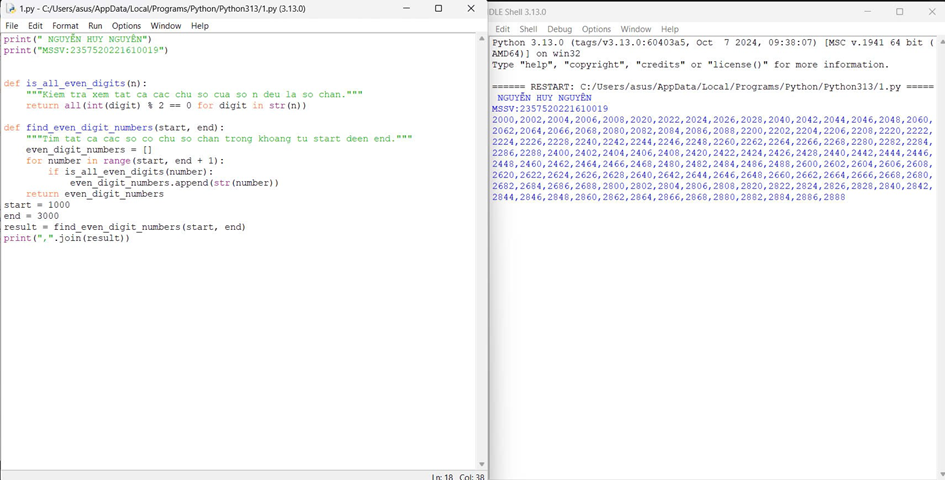 1.py - C:/Users/asus/AppData/Local/Programs/Python/Python313/1.py (3.13.0)
File Edit Format Run Options Window Help
print(" NGUYỄN HUY NGUYÊN")
print("MSSV:2357520221610019")
def is_all_even_digits(n):
"""Kiem tra xem tat ca cac chu so cua so n deu la so chan."""
return all(int(digit) % 2 == 0 for digit in str(n))
def find_even_digit_numbers(start, end):
"""Tim tat ca cac so co chu so chan trong khoang tu start deen end."""
even_digit_numbers = []
for number in range(start, end + 1):
if is_all_even_digits(number):
even_digit_numbers.append(str(number))
return even_digit_numbers
start = 1000
end = 3000
result = find_even_digit_numbers(start, end)
print(",".join(result))
Ln: 18 Col: 38
DLE Shell 3.13.0
Edit Shell Debug Options Window Help
Python 3.13.0 (tags/v3.13.0:60403a5, Oct 7 2024, 09:38:07) [MSC v.1941 64 bit (
AMD64)] on win32
Type "help", "copyright", "credits" or "license()" for more information.
====== RESTART: C:/Users/asus/AppData/Local/Programs/Python/Python313/1.py =====
NGUYỄN HUY NGUYÊN
MSSV:2357520221610019
2000,2002,2004,2006,2008,2020,2022,2024,2026,2028,2040,2042,2044,2046,2048,2060,
2062,2064,2066,2068,2080,2082,2084,2086,2088,2200,2202,2204,2206,2208,2220,2222,
2224,2226,2228,2240,2242,2244,2246,2248,2260,2262,2264,2266,2268,2280,2282,2284,
2286,2288,2400,2402,2404,2406,2408,2420,2422,2424,2426,2428,2440,2442,2444,2446,
2448,2460,2462,2464,2466,2468,2480,2482,2484,2486,2488,2600,2602,2604,2606,2608,
2620,2622,2624,2626,2628,2640,2642,2644,2646,2648,2660,2662,2664,2666,2668,2680,
2682,2684,2686,2688,2800,2802,2804,2806,2808,2820,2822,2824,2826,2828,2840,2842,
2844,2846,2848,2860,2862,2864,2866,2868,2880,2882,2884,2886,2888